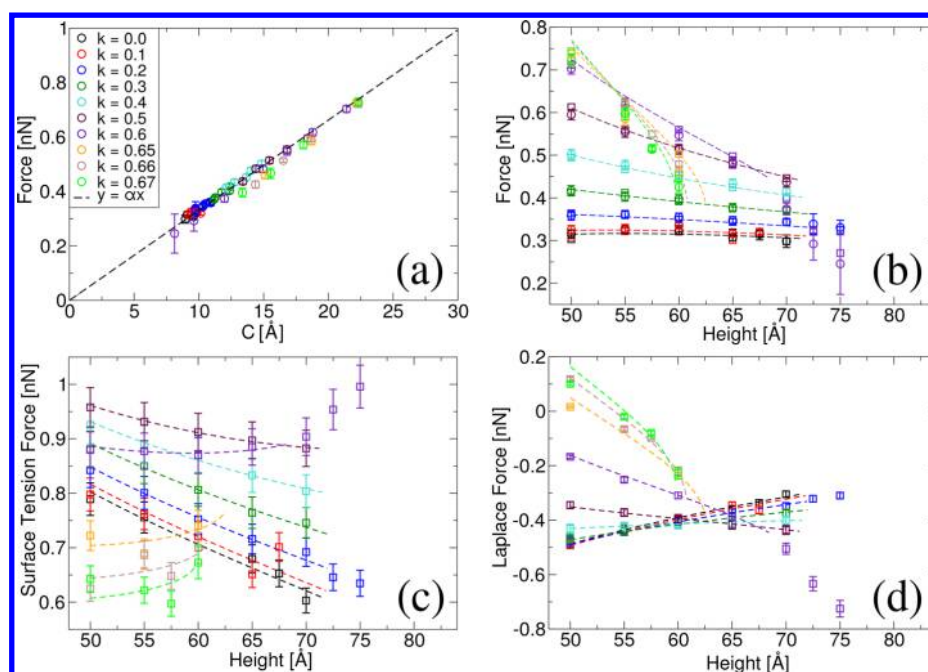 1
0.8
0.6
0.4
0.2
0
Force [nN]
k = 0.0
k = 0.1
k = 0.2
k = 0.3
k = 0.4
k = 0.5
k = 0.6
k = 0.65
k = 0.66
k = 0.67
y = αx
(a)
0 5 10 15 20 25 30
C [Å]
0.8
0.7
0.6
0.5
0.4
0.3
0.2
Force [nN]
(b)
50 55 60 65 70 75 80
Height [Å]
1
0.9
0.8
0.7
0.6
Surface Tension Force [nN]
(c)
50 55 60 65 70 75 80
Height [Å]
0.2
0
-0.2
-0.4
-0.6
-0.8
Laplace Force [nN]
(d)
50 55 60 65 70 75 80
Height [Å]